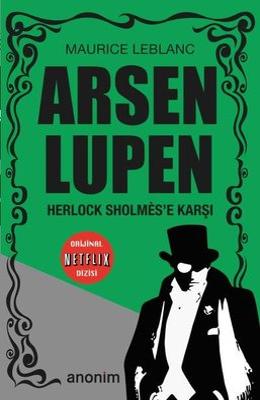 MAURICE LEBLANC
ARSEN
LUPEN
HERLOCK SHOLMÈS'E KARŞI
ORİJİNAL
NETFLIX
DİZİSİ
anonim